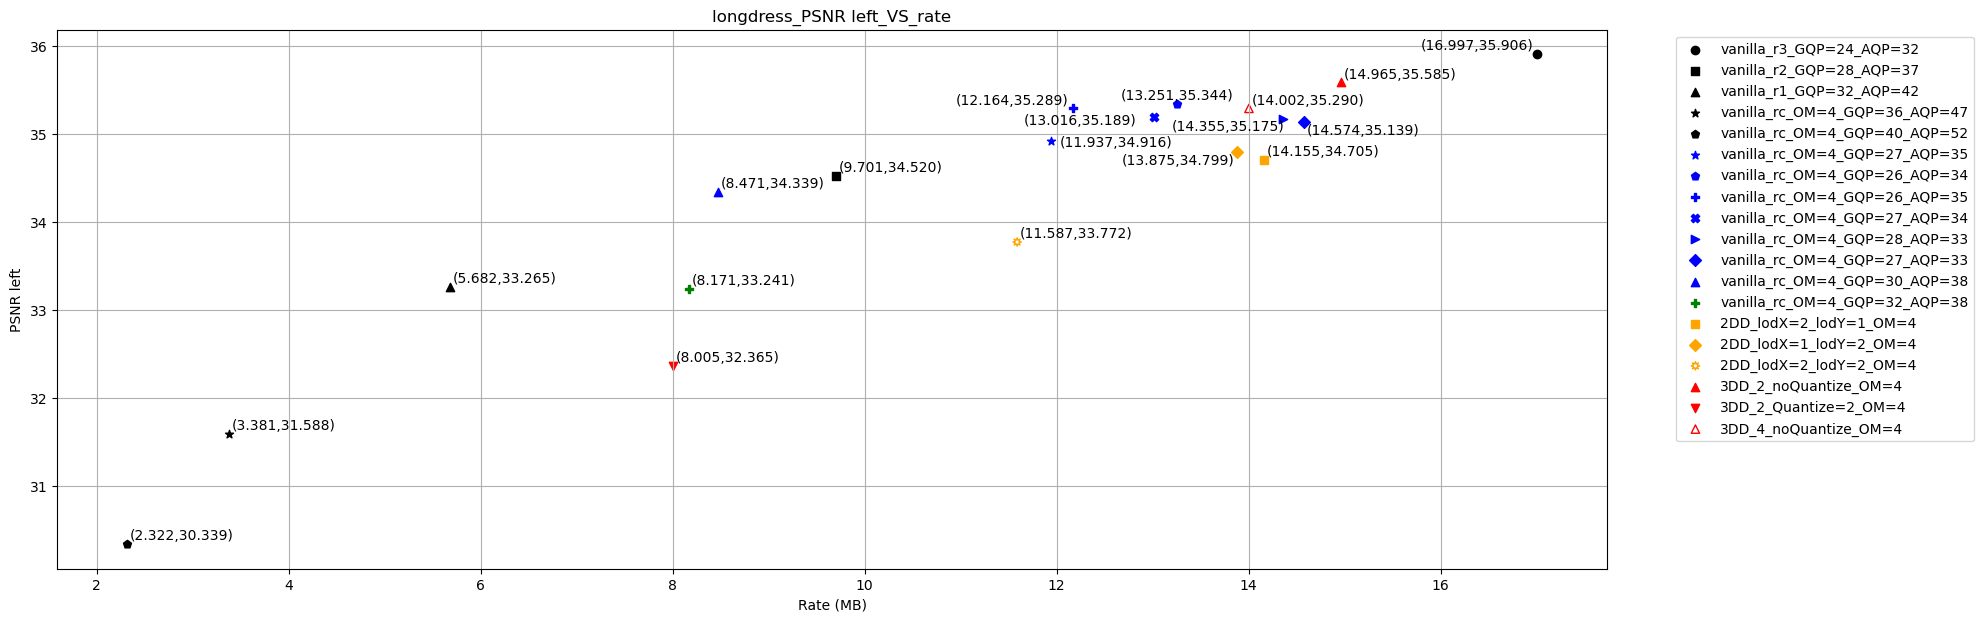 longdress_PSNR left_VS_rate
36
35
34
33
32
31
PSNR left
(16.997,35.906)
(14.965,35.585)
(13.251,35.344)
(12.164,35.289)
(14.002,35.290)
(13.016,35.189)
(14.355,35.175)
(14.574,35.139)
(11.937,34.916)
(13.875,34.799)
(14.155,34.705)
(9.701,34.520)
(8.471,34.339)
(11.587,33.772)
(5.682,33.265)
(8.171,33.241)
(8.005,32.365)
(3.381,31.588)
(2.322,30.339)
2 4 6 8 10 12 14 16
Rate (MB)
vanilla_r3_GQP=24_AQP=32
vanilla_r2_GQP=28_AQP=37
vanilla_r1_GQP=32_AQP=42
vanilla_rc_OM=4_GQP=36_AQP=47
vanilla_rc_OM=4_GQP=40_AQP=52
vanilla_rc_OM=4_GQP=27_AQP=35
vanilla_rc_OM=4_GQP=26_AQP=34
vanilla_rc_OM=4_GQP=26_AQP=35
vanilla_rc_OM=4_GQP=27_AQP=34
vanilla_rc_OM=4_GQP=28_AQP=33
vanilla_rc_OM=4_GQP=27_AQP=33
vanilla_rc_OM=4_GQP=30_AQP=38
vanilla_rc_OM=4_GQP=32_AQP=38
2DD_lodX=2_lodY=1_OM=4
2DD_lodX=1_lodY=2_OM=4
2DD_lodX=2_lodY=2_OM=4
3DD_2_noQuantize_OM=4
3DD_2_Quantize=2_OM=4
3DD_4_noQuantize_OM=4